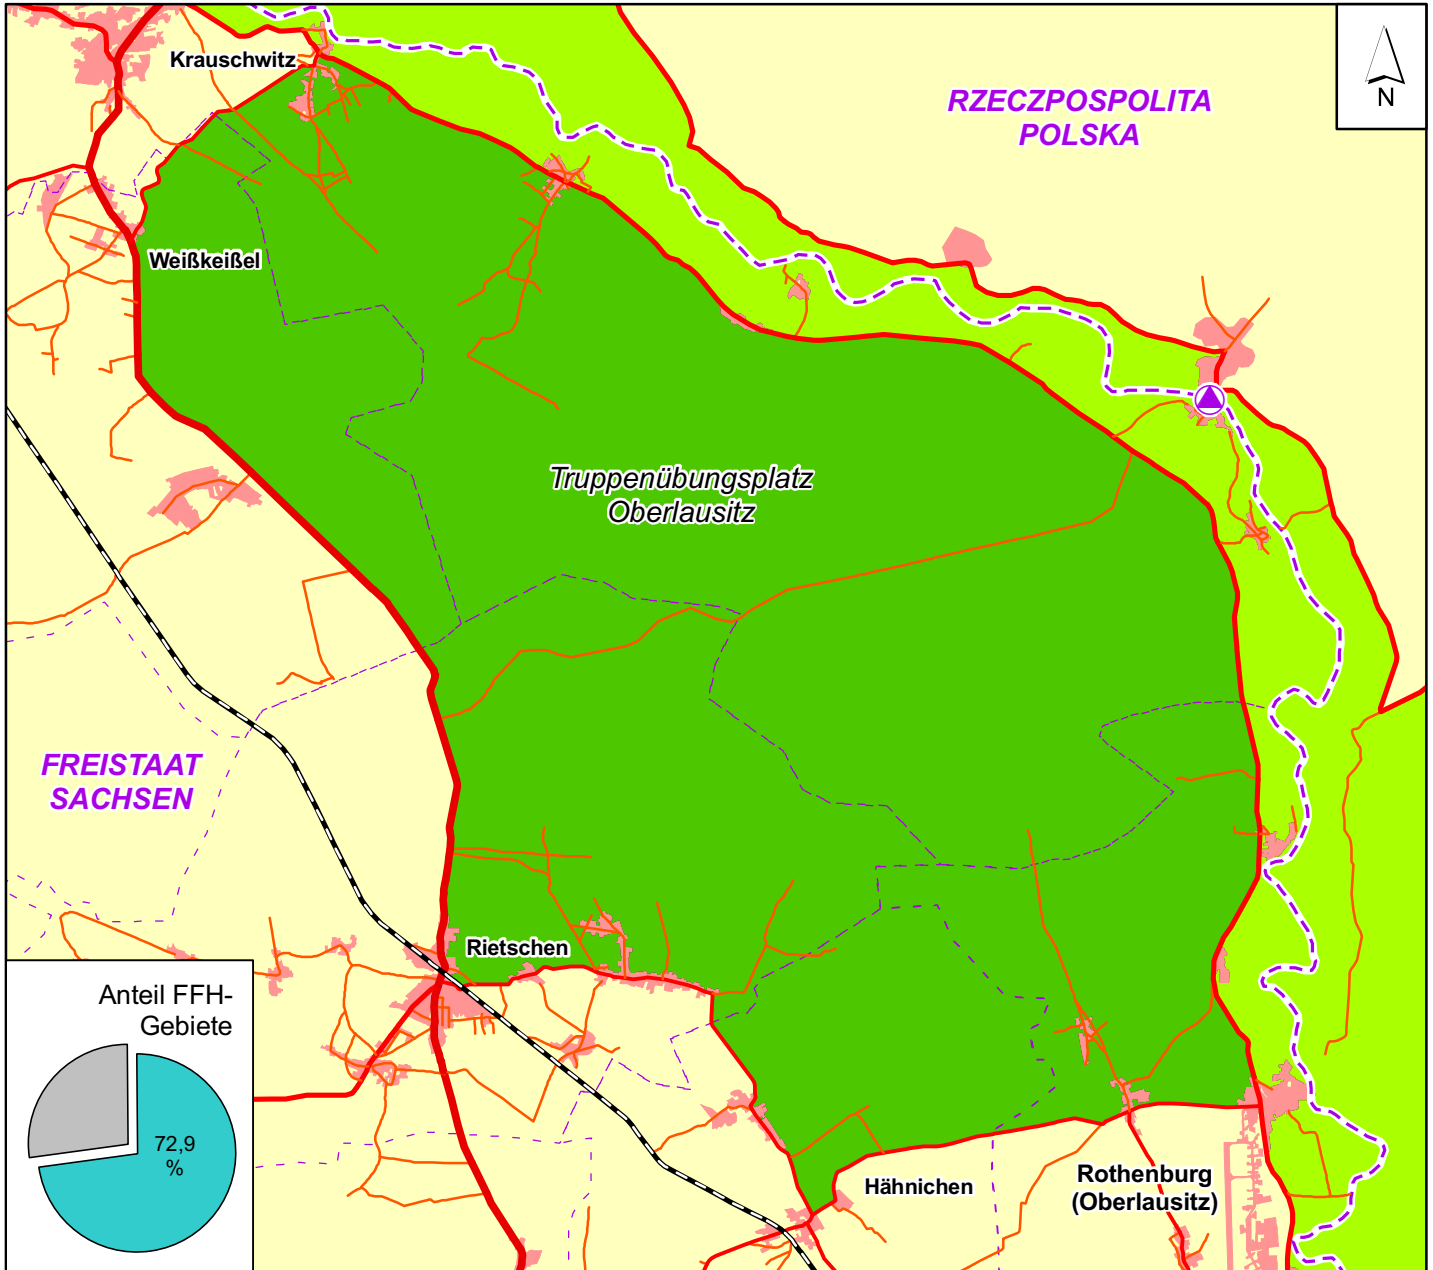 Krauschwitz
N
RZECZPOSPOLITA
POLSKA
Weißkeißel
Truppenübungsplatz
Oberlausitz
FREISTAAT
SACHSEN
Rietschen
Anteil FFH-
Gebiete
72,9
%
Hähnichen
Rothenburg
(Oberlausitz)